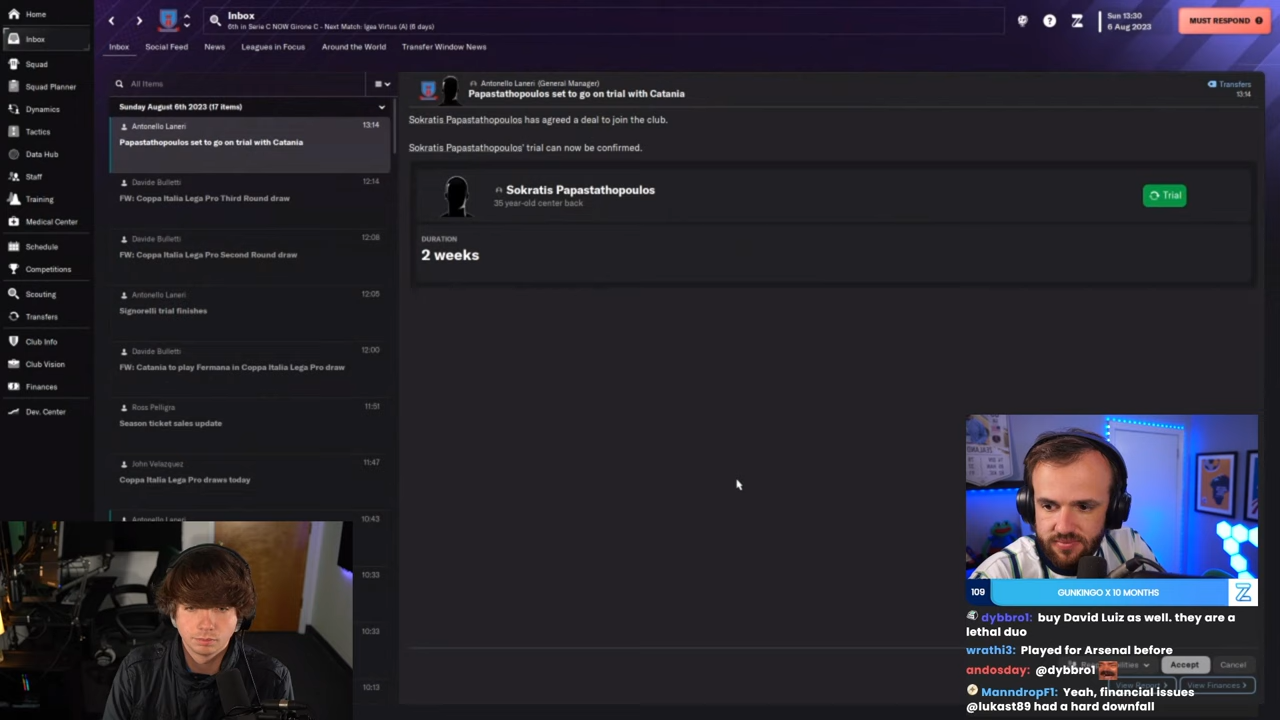 Home
Inbox
Squad
Squad Planner
Dynamics
Tactics
Data Hub
Staff
Training
Medical Center
Schedule
Competitions
Scouting
Transfers
Club Info
Club Vision
Finances
Dev. Center
Inbox
6th in Serie C NOW Girone C - Next Match: Igea Virtus (A) (6 days)
Sun 13:30
6 Aug 2023
MUST RESPOND
Inbox
Social Feed
News
Leagues in Focus
Around the World
Transfer Window News
All Items
Sunday August 6th 2023 (17 items)
Antonello Laneri 13:14
Papastathopoulos set to go on trial with Catania
Davide Bulletti 12:14
FW: Coppa Italia Lega Pro Third Round draw
Davide Bulletti 12:08
FW: Coppa Italia Lega Pro Second Round draw
Antonello Laneri 12:05
Signorelli trial finishes
Davide Bulletti 12:00
FW: Catania to play Fermana in Coppa Italia Lega Pro draw
Ross Pelligra 11:51
Season ticket sales update
John Velazquez 11:47
Coppa Italia Lega Pro draws today
Antonello Laneri 10:43
10:33
10:33
10:13
Antonello Laneri (General Manager)
Papastathopoulos set to go on trial with Catania
Transfers
13:14
Sokratis Papastathopoulos has agreed a deal to join the club.
Sokratis Papastathopoulos' trial can now be confirmed.
Sokratis Papastathopoulos
35 year-old center back
Trial
DURATION
2 weeks
109 GUNKINGO X 10 MONTHS
dybbro1: buy David Luiz as well. they are a
lethal duo
wrathi3: Played for Arsenal before
andosday: @dybbro1
Accept
Cancel
View Report >
View Finances >
ManndropF1: Yeah, financial issues
@lukast89 had a hard downfall